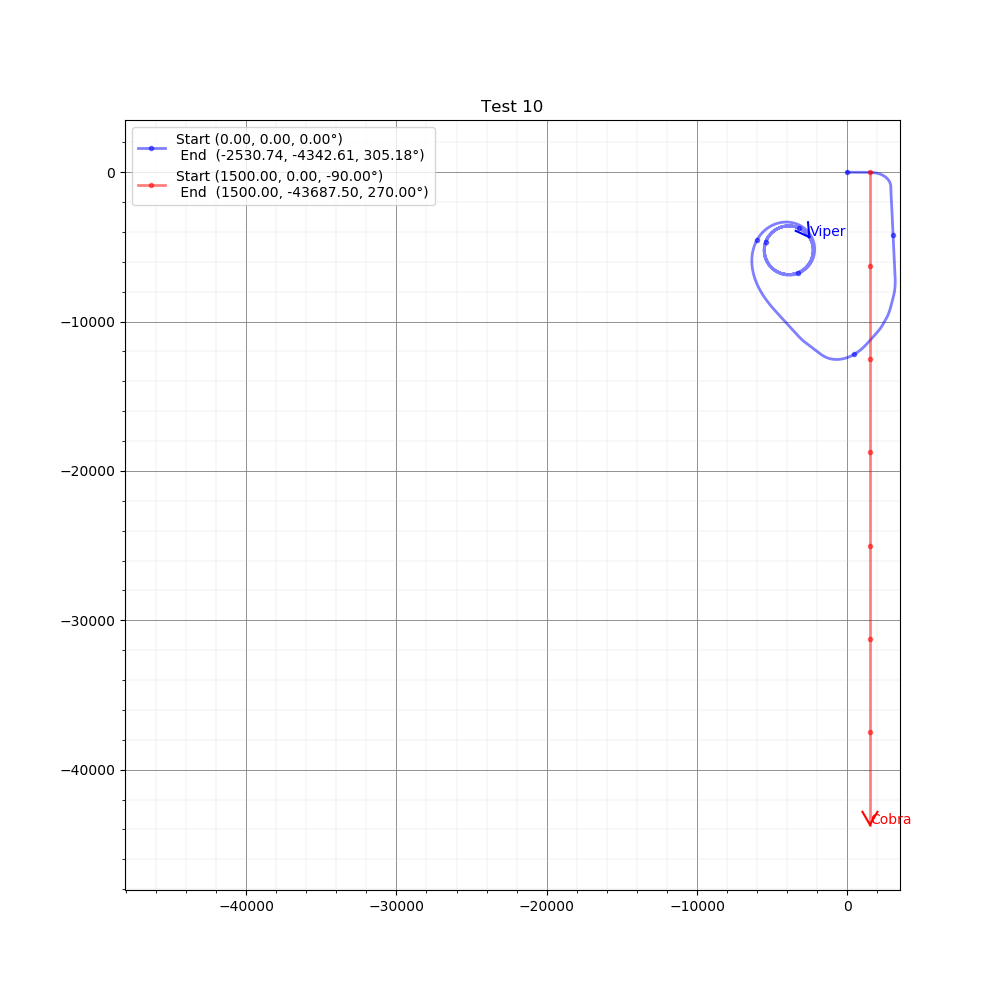 Test 10
Start (0.00, 0.00, 0.00°)
End (-2530.74, -4342.61, 305.18°)
Start (1500.00, 0.00, -90.00°)
End (1500.00, -43687.50, 270.00°)
0
Viper
−10000
−20000
−30000
−40000
Cobra
−40000 −30000 −20000 −10000 0